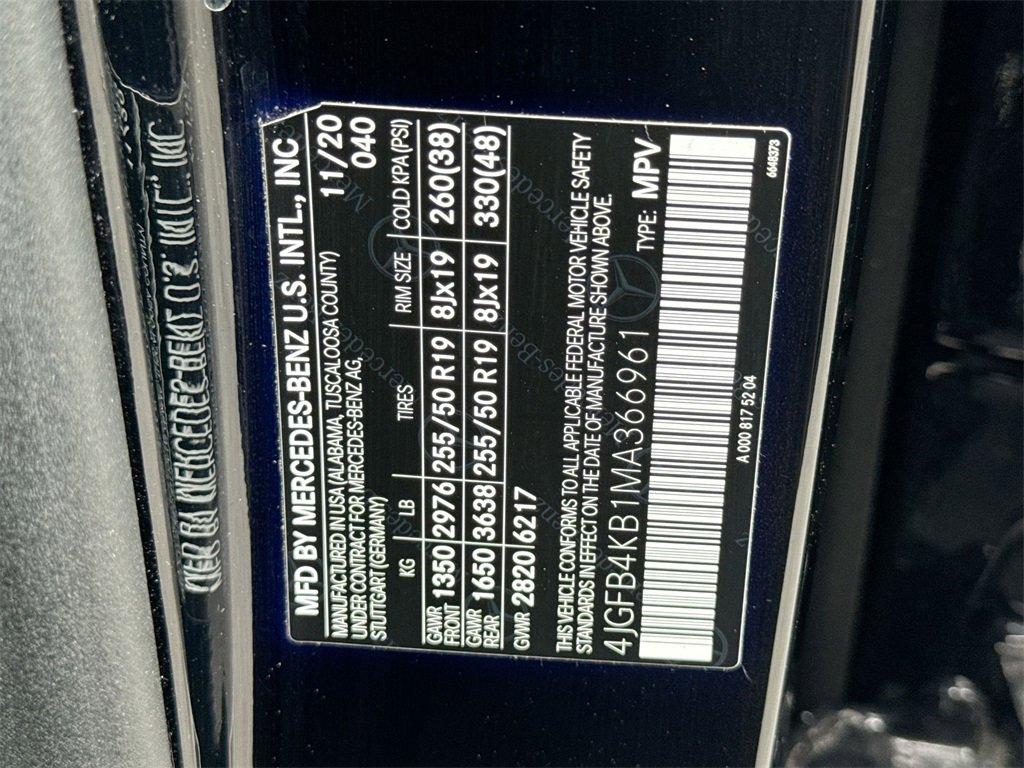 MFD BY MERCEDES-BENZ U.S. INTL., INC
MANUFACTURED IN USA (ALABAMA, TUSCALOOSA COUNTY) 11/20
UNDER CONTRACT FOR MERCEDES-BENZ AG, 040
STUTTGART (GERMANY)
KG LB TIRES RIM SIZE COLD KPA (PSI)
GAWR FRONT 1350 2976 255/50 R19 8Jx19 260(38)
GAWR REAR 1650 3638 255/50 R19 8Jx19 330(48)
GVWR 2820 6217
THIS VEHICLE CONFORMS TO ALL APPLICABLE FEDERAL MOTOR VEHICLE SAFETY
STANDARDS IN EFFECT ON THE DATE OF MANUFACTURE SHOWN ABOVE.
4JGFB4KB1MA366961 TYPE: MPV
A 000 817 52 04 6648373